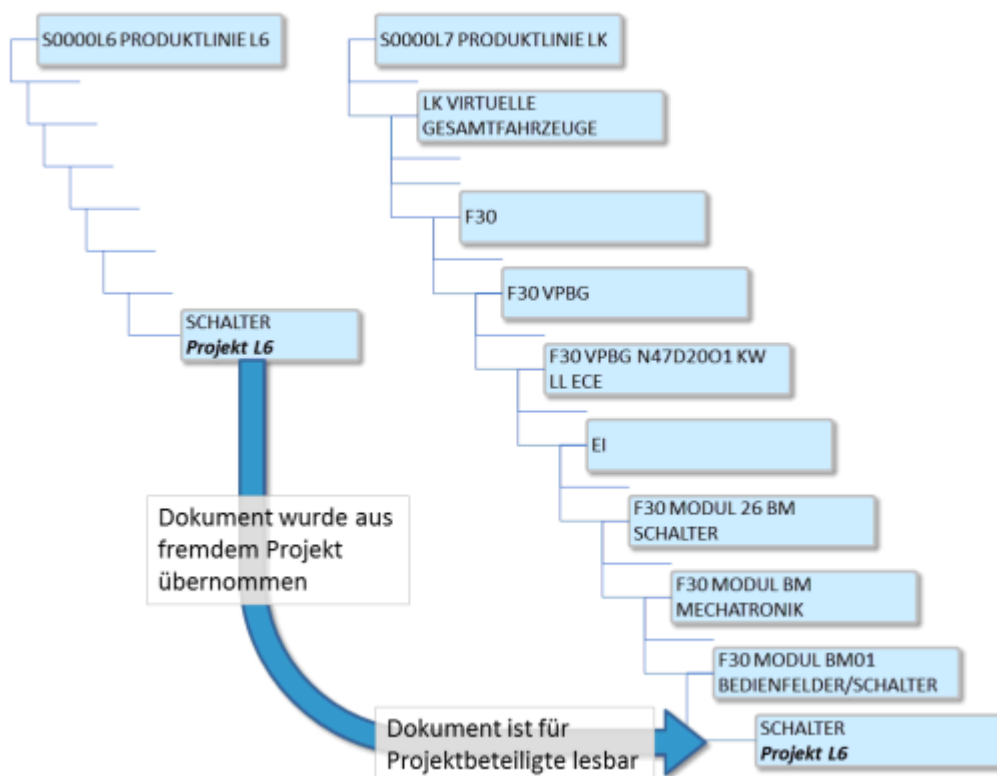 S0000L6 PRODUKTLINIE L6
SCHALTER
Projekt L6
S0000L7 PRODUKTLINIE LK
LK VIRTUELLE
GESAMTFAHRZEUGE
F30
F30 VPBG
F30 VPBG N47D20O1 KW
LL ECE
EI
F30 MODUL 26 BM
SCHALTER
F30 MODUL BM
MECHATRONIK
F30 MODUL BM01
BEDIENFELDER/SCHALTER
SCHALTER
Projekt L6
Dokument wurde aus
fremdem Projekt
übernommen
Dokument ist für
Projektbeteiligte lesbar